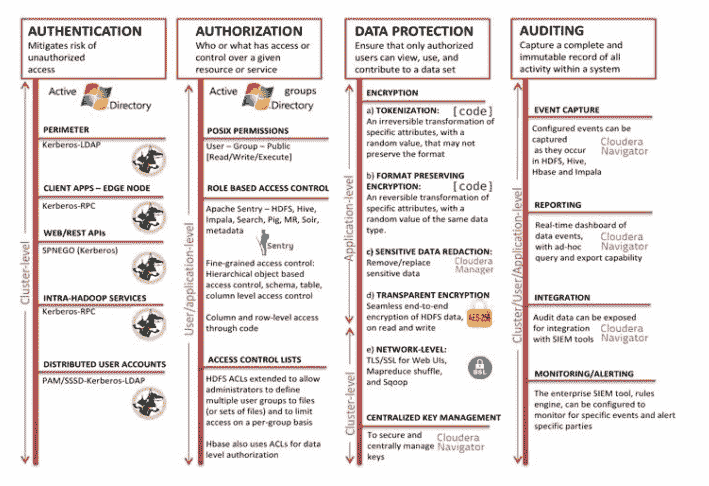 AUTHENTICATION
Mitigates risk of
unauthorized
access
Active
Directory
PERIMETER
Kerberos-LDAP
CLIENT APPS – EDGE NODE
Kerberos-RPC
WEB/REST APIs
SPNEGO (Kerberos)
INTRA-HADOOP SERVICES
Kerberos-RPC
DISTRIBUTED USER ACCOUNTS
PAM/SSSD-Kerberos-LDAP
Cluster-level
AUTHORIZATION
Who or what has access or
control over a given
resource or service
Active groups
Directory
POSIX PERMISSIONS
User – Group – Public
[Read/Write/Execute]
ROLE BASED ACCESS CONTROL
Apache Sentry – HDFS, Hive,
Impala, Search, Pig, MR, Solr,
metadata
Sentry
Fine-grained access control:
Hierarchical object based
access control, schema, table,
column level access control
Column and row-level access
through code
ACCESS CONTROL LISTS
HDFS ACLs extended to allow
administrators to define
multiple user groups to files
(or sets of files) and to limit
access on a per-group basis
Hbase also uses ACLs for data
level authorization
User/application-level
DATA PROTECTION
Ensure that only authorized
users can view, use, and
contribute to a data set
ENCRYPTION
a) TOKENIZATION: [code]
An irreversible transformation of
specific attributes, with a
random value, that may not
preserve the format
b) FORMAT PRESERVING
ENCRYPTION: [code]
An reversible transformation of
specific attributes, with a
random value of the same data
type.
c) SENSITIVE DATA REDACTION:
Remove/replace
sensitive data
Cloudera
Manager
d) TRANSPARENT ENCRYPTION
Seamless end-to-end
encryption of HDFS data,
on read and write
AES-256
e) NETWORK-LEVEL:
TLS/SSL for Web UIs,
Mapreduce shuffle,
and Sqoop
SSL
CENTRALIZED KEY MANAGEMENT
To secure and
centrally manage
keys
Cloudera
Navigator
Application-level
Cluster-level
AUDITING
Capture a complete and
immutable record of all
activity within a system
EVENT CAPTURE
Configured events can be
captured
as they occur
in HDFS, Hive,
Hbase and Impala
Cloudera
Navigator
REPORTING
Real-time dashboard of
data events,
with ad-hoc
query and export capability
Cloudera
Navigator
INTEGRATION
Audit data can be exposed
for integration
with SIEM tools
Cloudera
Navigator
MONITORING/ALERTING
The enterprise SIEM tool, rules
engine, can be configured to
monitor for specific events and alert
specific parties
Cluster/User/Application-level